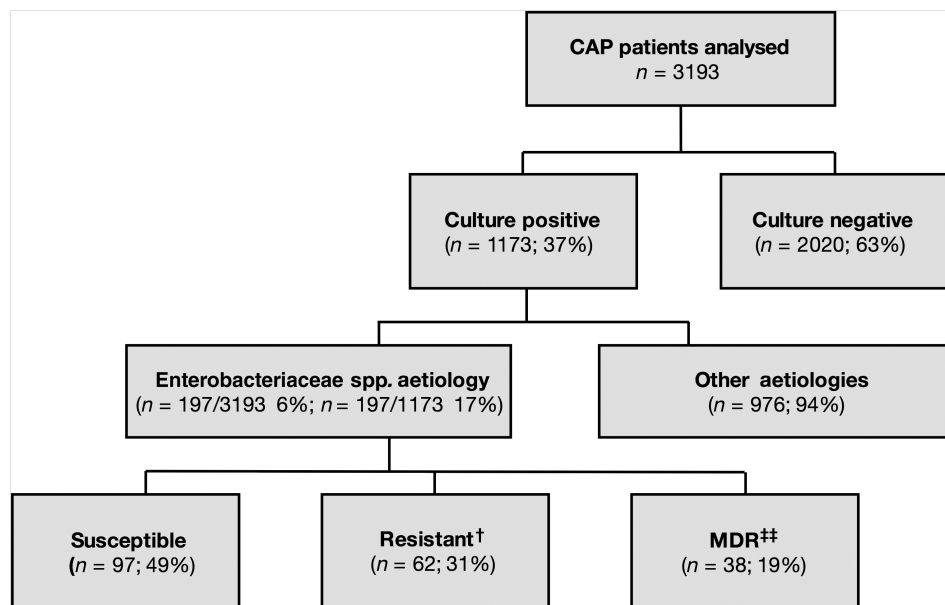 CAP patients analysed
n = 3193
Culture positive
(n = 1173; 37%)
Culture negative
(n = 2020; 63%)
Enterobacteriaceae spp. aetiology
(n = 197/3193 6%; n = 197/1173 17%)
Other aetiologies
(n = 976; 94%)
Susceptible
(n = 97; 49%)
Resistant†
(n = 62; 31%)
MDR‡‡
(n = 38; 19%)